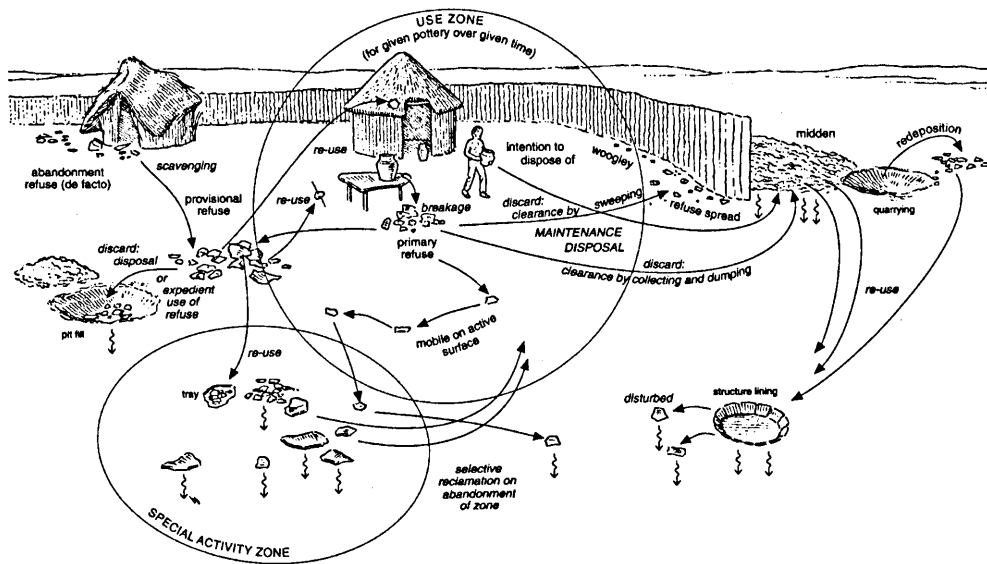 USE ZONE
(for given pottery over given time)
re-use
abandonment
refuse (de facto)
scavenging
provisional
refuse
re-use
intention to
dispose of
woogley
midden
redeposition
quarrying
breakage
discard:
clearance by sweeping
refuse spread
primary
refuse
MAINTENANCE
DISPOSAL
discard:
clearance by collecting and dumping
discard:
disposal
or
expedient
use of
refuse
pit fill
re-use
mobile on active
surface
re-use
tray
structure lining
disturbed
selective
reclamation on
abandonment
of zone
SPECIAL ACTIVITY ZONE